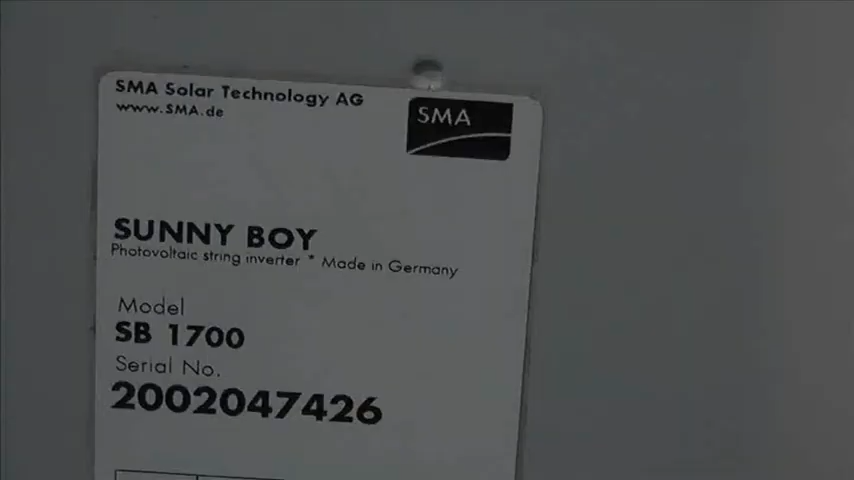 SMA Solar Technology AG
www.SMA.de
SMA
SUNNY BOY
Photovoltaic string inverter * Made in Germany
Model
SB 1700
Serial No.
2002047426